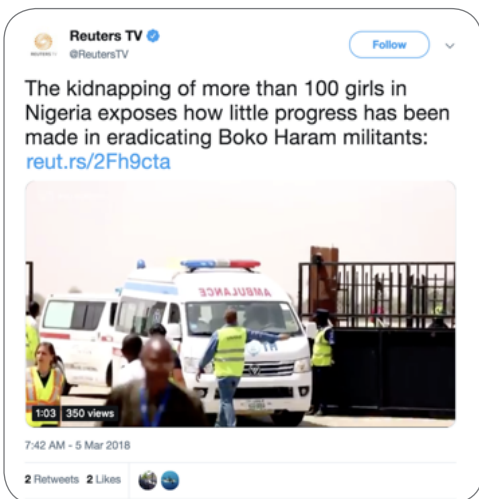 Reuters TV
@ReutersTV
Follow
The kidnapping of more than 100 girls in
Nigeria exposes how little progress has been
made in eradicating Boko Haram militants:
reut.rs/2Fh9cta
AMBULANCE
1:03 350 views
7:42 AM - 5 Mar 2018
2 Retweets 2 Likes